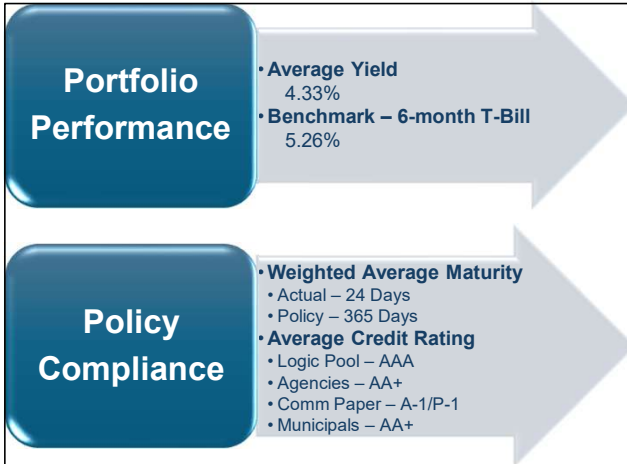 Portfolio
Performance
• Average Yield
4.33%
• Benchmark – 6-month T-Bill
5.26%
Policy
Compliance
• Weighted Average Maturity
• Actual – 24 Days
• Policy – 365 Days
• Average Credit Rating
• Logic Pool – AAA
• Agencies – AA+
• Comm Paper – A-1/P-1
• Municipals – AA+